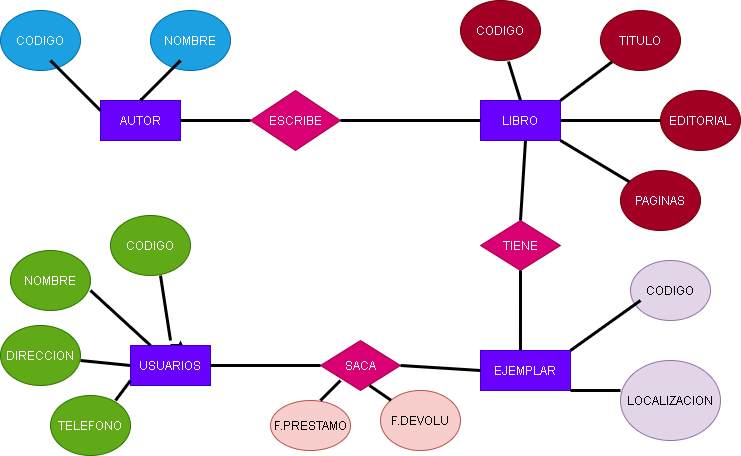 CODIGO
NOMBRE
CODIGO
TITULO
AUTOR
ESCRIBE
LIBRO
EDITORIAL
PAGINAS
CODIGO
TIENE
NOMBRE
CODIGO
DIRECCION
USUARIOS
SACA
EJEMPLAR
LOCALIZACION
TELEFONO
F.PRESTAMO
F.DEVOLU